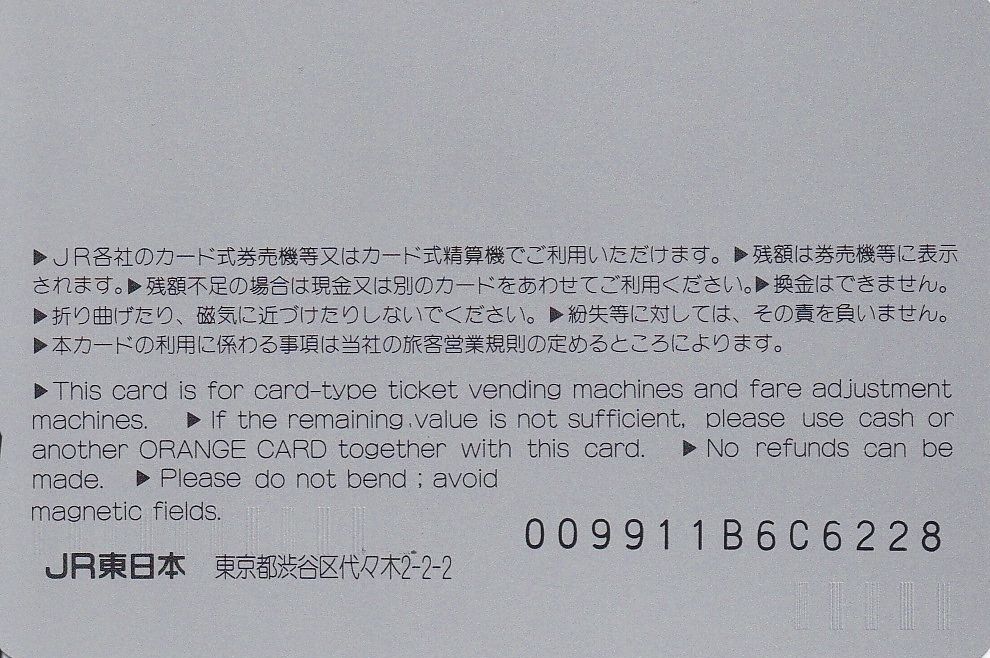 ▶JR各社のカード式券売機等又はカード式精算機でご利用いただけます。▶残額は券売機等に表示
されます。▶残額不足の場合は現金又は別のカードをあわせてご利用ください。▶換金はできません。
▶折り曲げたり、磁気に近づけたりしないでください。▶紛失等に対しては、その責を負いません。
▶本カードの利用に係わる事項は当社の旅客営業規則の定めるところによります。
▶This card is for card-type ticket vending machines and fare adjustment
machines. ▶If the remaining value is not sufficient, please use cash or
another ORANGE CARD together with this card. ▶No refunds can be
made. ▶Please do not bend ; avoid
magnetic fields.
009911B6C6228
JR東日本 東京都渋谷区代々木2-2-2